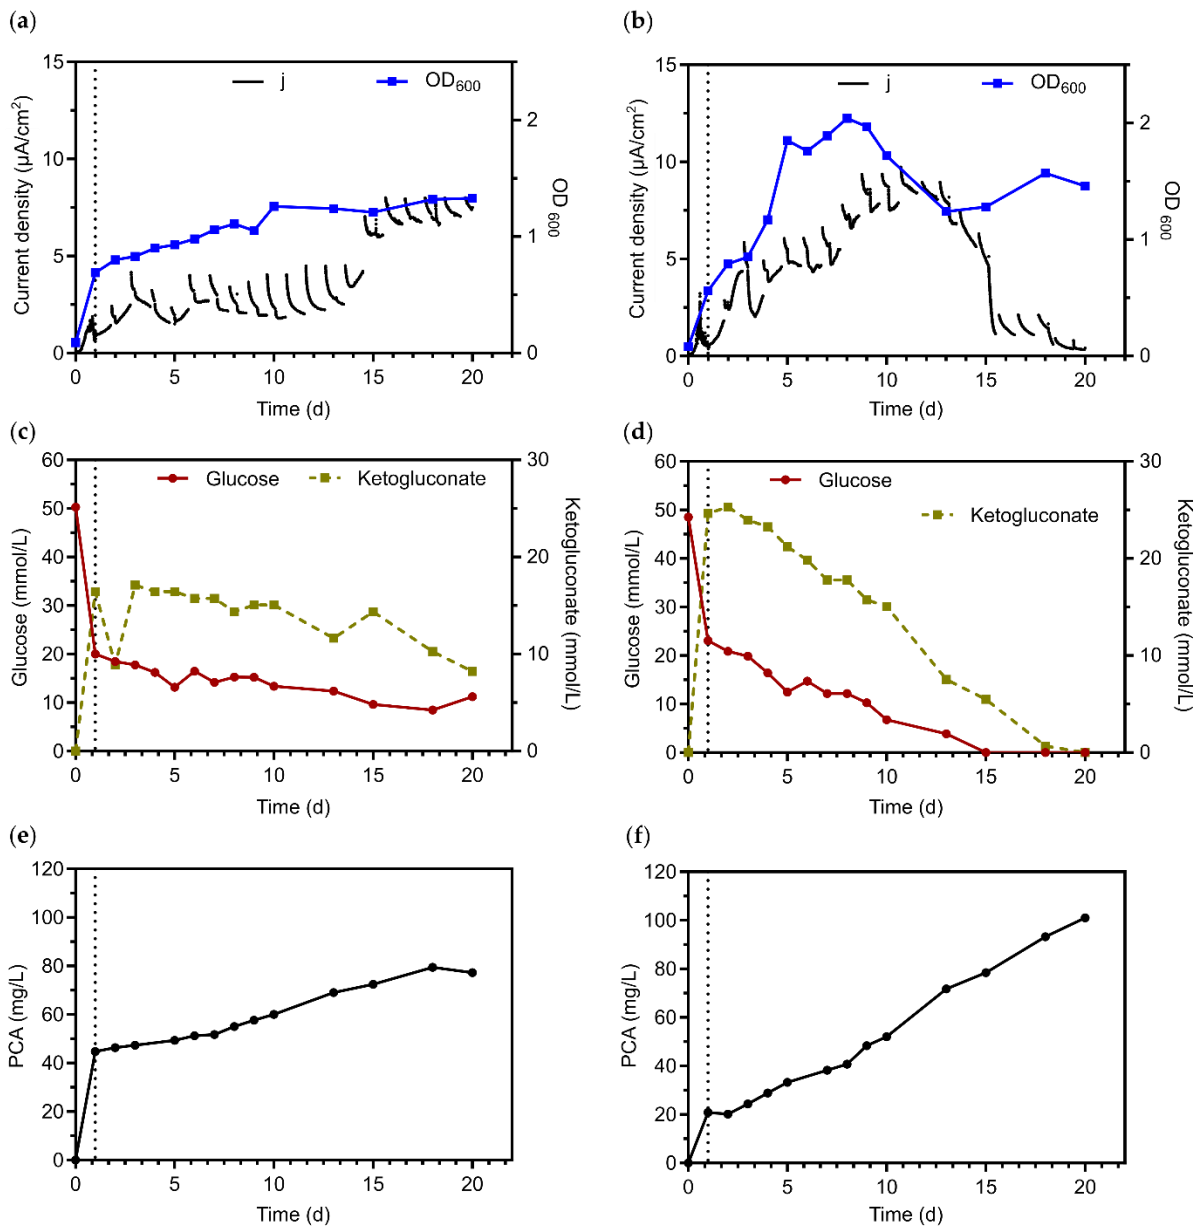 (a)
15
10
5
0
Current density (µA/cm²)
j
OD600
2
1
0
OD 600
0 5 10 15 20
Time (d)
(b)
15
10
5
0
Current density (µA/cm²)
j
OD600
2
1
0
OD 600
0 5 10 15 20
Time (d)
(c)
60
50
40
30
20
10
0
Glucose (mmol/L)
Glucose
Ketogluconate
30
20
10
0
Ketogluconate (mmol/L)
0 5 10 15 20
Time (d)
(d)
60
50
40
30
20
10
0
Glucose (mmol/L)
Glucose
Ketogluconate
30
20
10
0
Ketogluconate (mmol/L)
0 5 10 15 20
Time (d)
(e)
120
100
80
60
40
20
0
PCA (mg/L)
0 5 10 15 20
Time (d)
(f)
120
100
80
60
40
20
0
PCA (mg/L)
0 5 10 15 20
Time (d)